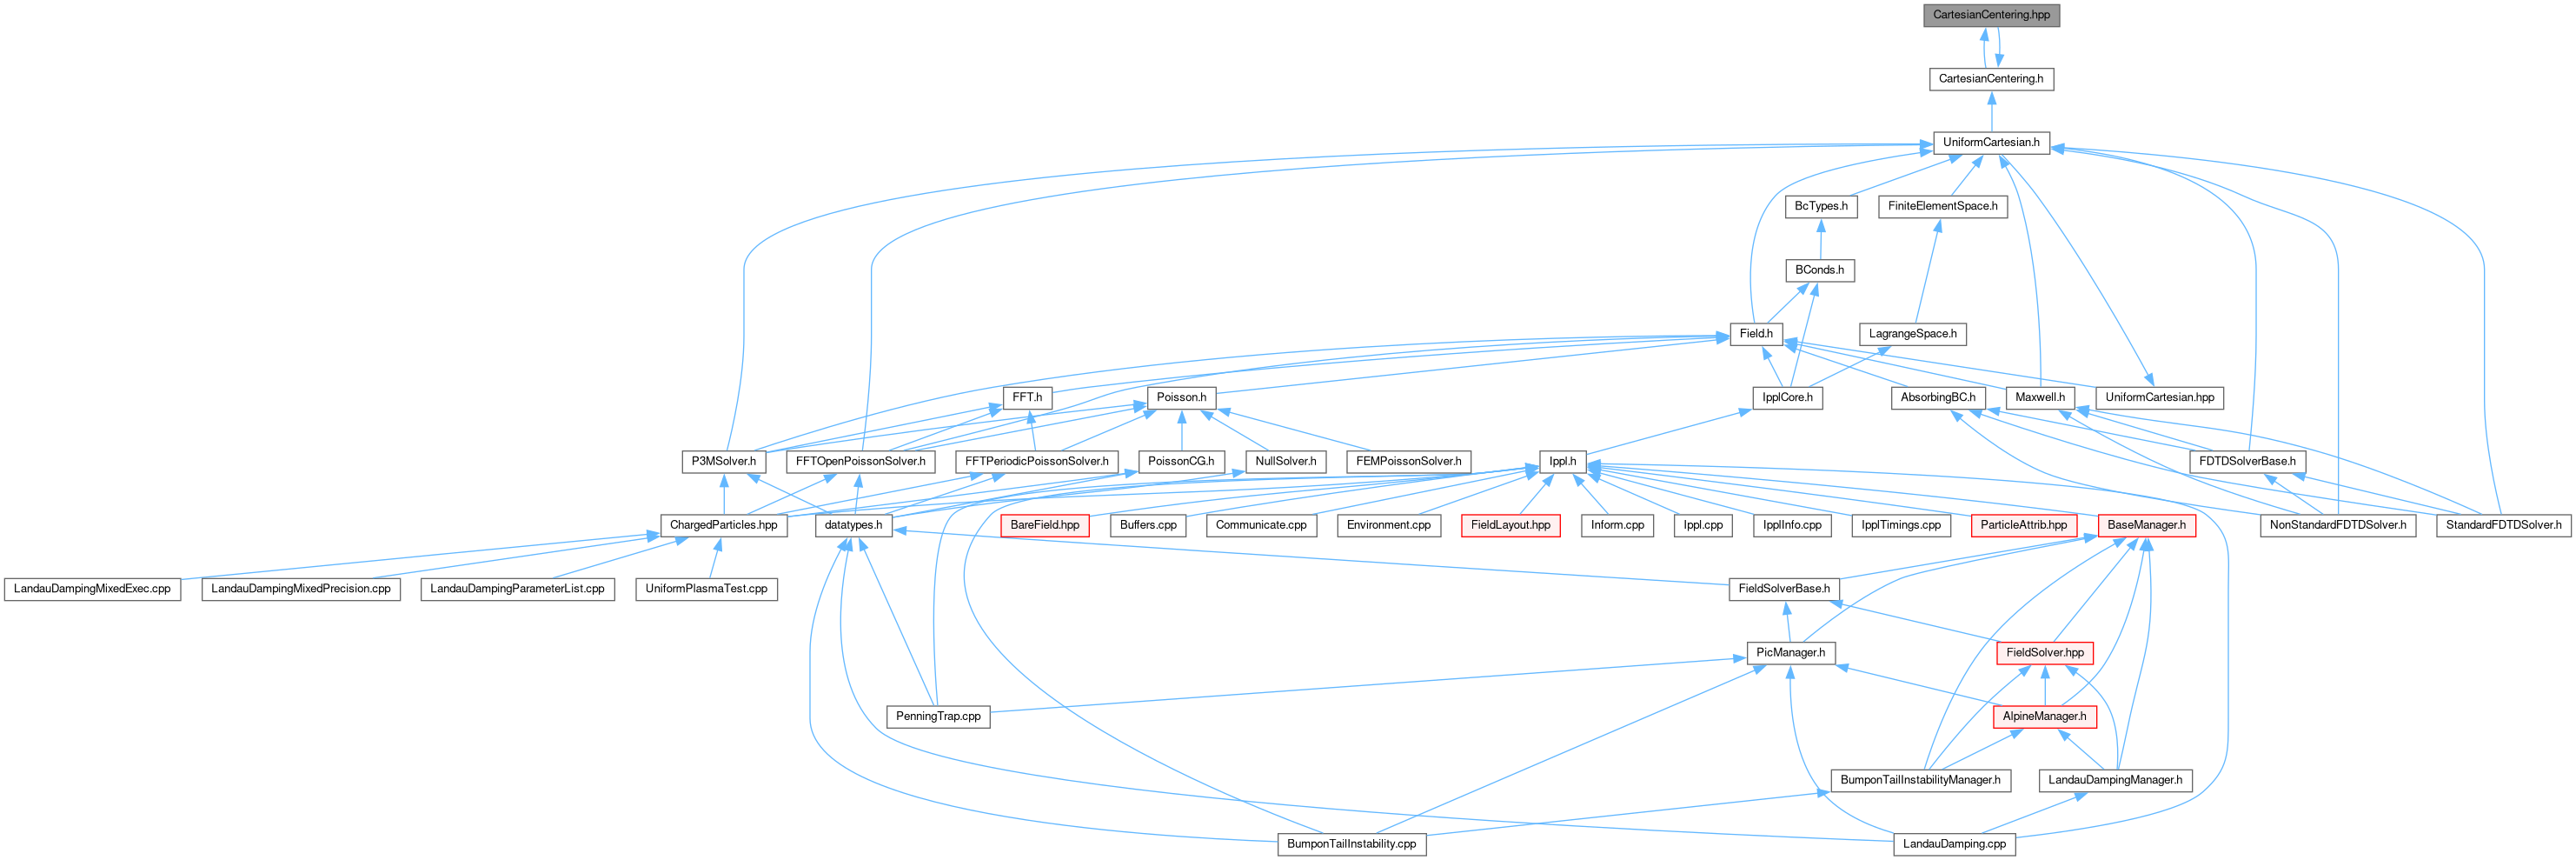 CartesianCentering.hpp
CartesianCentering.h
UniformCartesian.h
BcTypes.h
FiniteElementSpace.h
BConds.h
Field.h
LagrangeSpace.h
FFT.h
Poisson.h
IpplCore.h
AbsorbingBC.h
Maxwell.h
UniformCartesian.hpp
P3MSolver.h
FFTOpenPoissonSolver.h
FFTPeriodicPoissonSolver.h
PoissonCG.h
NullSolver.h
FEMPoissonSolver.h
Ippl.h
FDTDSolverBase.h
ChargedParticles.hpp
datatypes.h
BareField.hpp
Buffers.cpp
Communicate.cpp
Environment.cpp
FieldLayout.hpp
Inform.cpp
Ippl.cpp
IpplInfo.cpp
IpplTimings.cpp
ParticleAttrib.hpp
BaseManager.h
NonStandardFDTDSolver.h
StandardFDTDSolver.h
LandauDampingMixedExec.cpp
LandauDampingMixedPrecision.cpp
LandauDampingParameterList.cpp
UniformPlasmaTest.cpp
FieldSolverBase.h
PicManager.h
FieldSolver.hpp
PenningTrap.cpp
AlpineManager.h
BumponTailInstabilityManager.h
LandauDampingManager.h
BumponTailInstability.cpp
LandauDamping.cpp